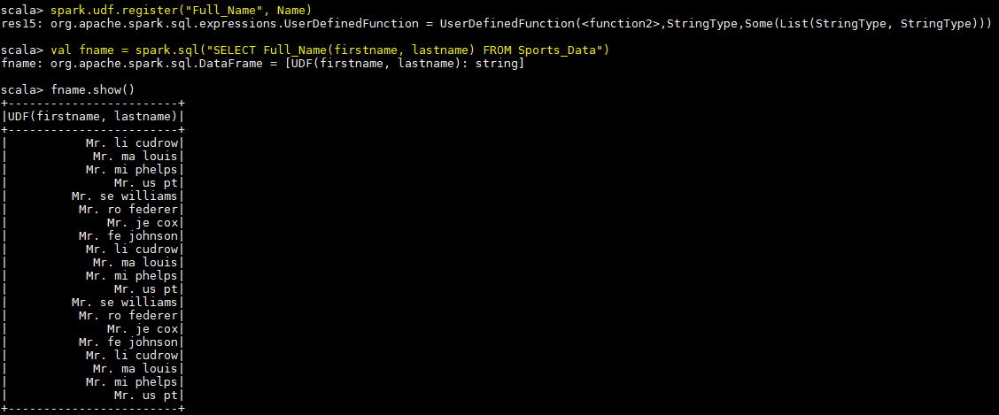 scala> spark.udf.register("Full_Name", Name)
res15: org.apache.spark.sql.expressions.UserDefinedFunction = UserDefinedFunction(<function2>,StringType,Some(List(StringType, StringType)))
scala> val fname = spark.sql("SELECT Full_Name(firstname, lastname) FROM Sports_Data")
fname: org.apache.spark.sql.DataFrame = [UDF(firstname, lastname): string]
scala> fname.show()
+------------------------+
|UDF(firstname, lastname)|
+------------------------+
|           Mr. li cudrow|
|            Mr. ma louis|
|           Mr. mi phelps|
|               Mr. us pt|
|         Mr. se williams|
|          Mr. ro federer|
|              Mr. je cox|
|          Mr. fe johnson|
|           Mr. li cudrow|
|            Mr. ma louis|
|           Mr. mi phelps|
|               Mr. us pt|
|         Mr. se williams|
|          Mr. ro federer|
|              Mr. je cox|
|          Mr. fe johnson|
|           Mr. li cudrow|
|            Mr. ma louis|
|           Mr. mi phelps|
|               Mr. us pt|
+------------------------+